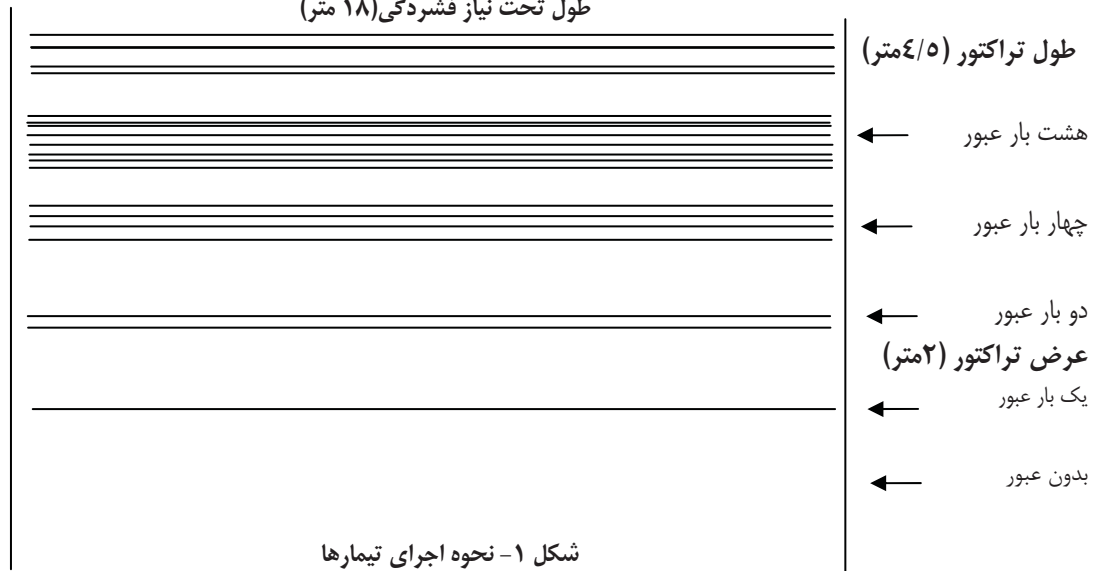 طول تحت نیاز فشردگی(۱۸ متر)
طول تراکتور (٤/٥متر)
هشت بار عبور
چهار بار عبور
دو بار عبور
عرض تراکتور (۲متر)
یک بار عبور
بدون عبور
شکل ۱- نحوه اجرای تیمارها